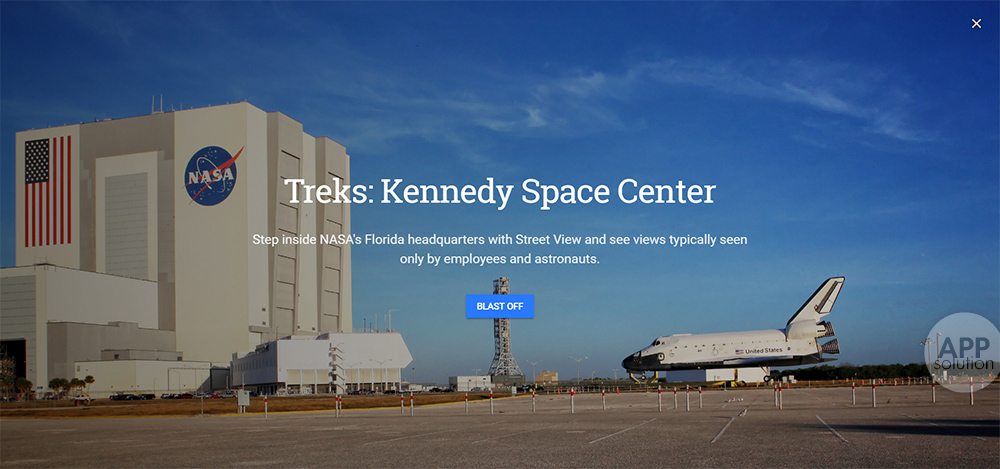 NASA
Treks: Kennedy Space Center
Step inside NASA's Florida headquarters with Street View and see views typically seen
only by employees and astronauts.
BLAST OFF
United States
APP
solution